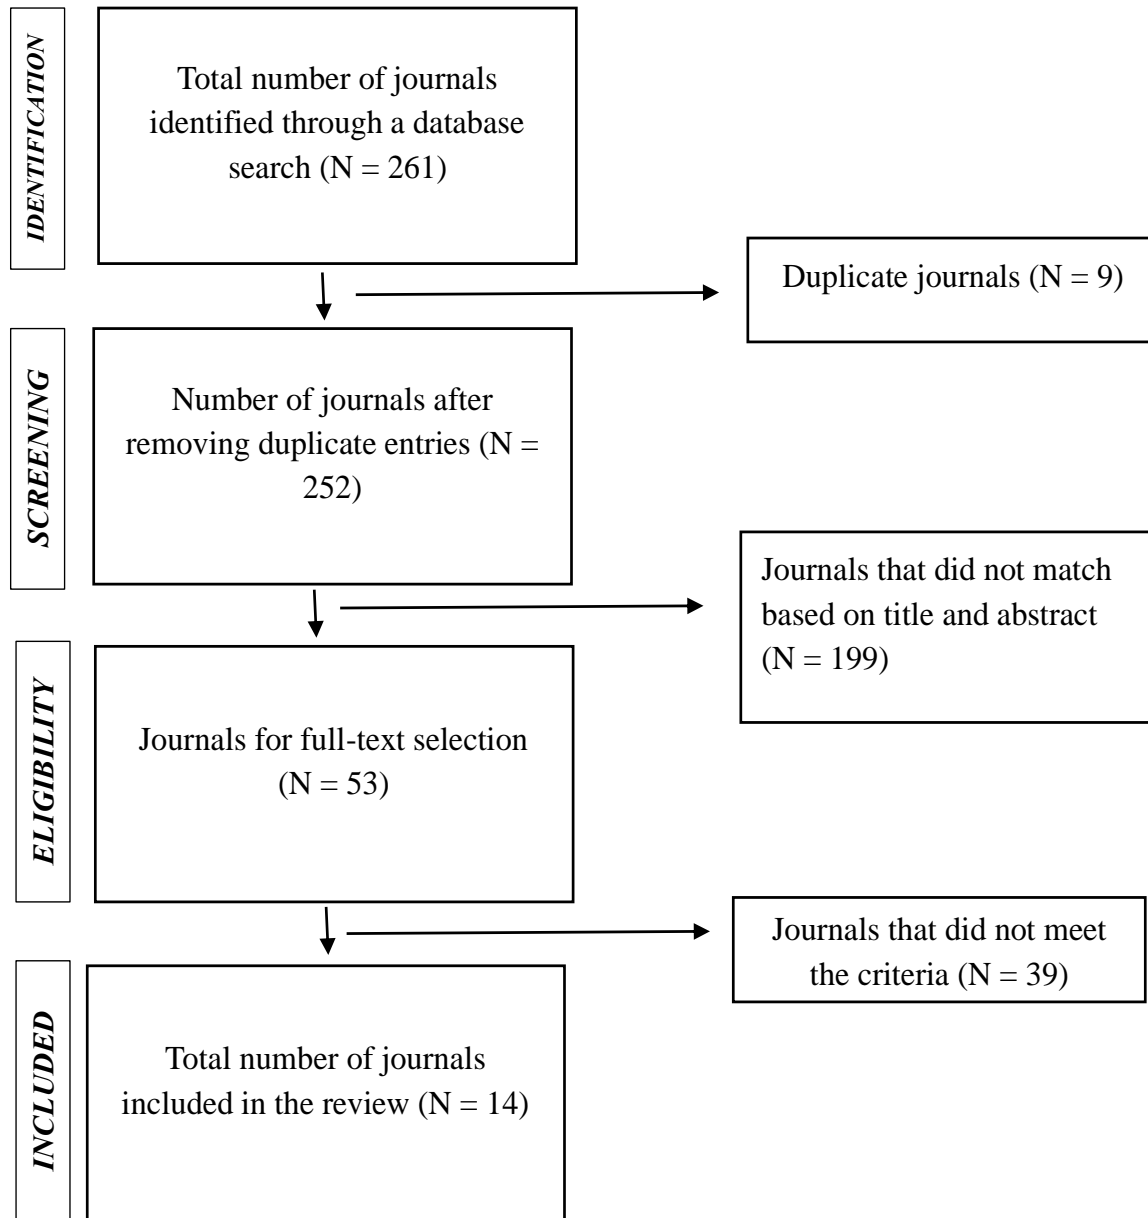 IDENTIFICATION
Total number of journals
identified through a database
search (N = 261)
Duplicate journals (N = 9)
SCREENING
Number of journals after
removing duplicate entries (N =
252)
Journals that did not match
based on title and abstract
(N = 199)
ELIGIBILITY
Journals for full-text selection
(N = 53)
Journals that did not meet
the criteria (N = 39)
INCLUDED
Total number of journals
included in the review (N = 14)